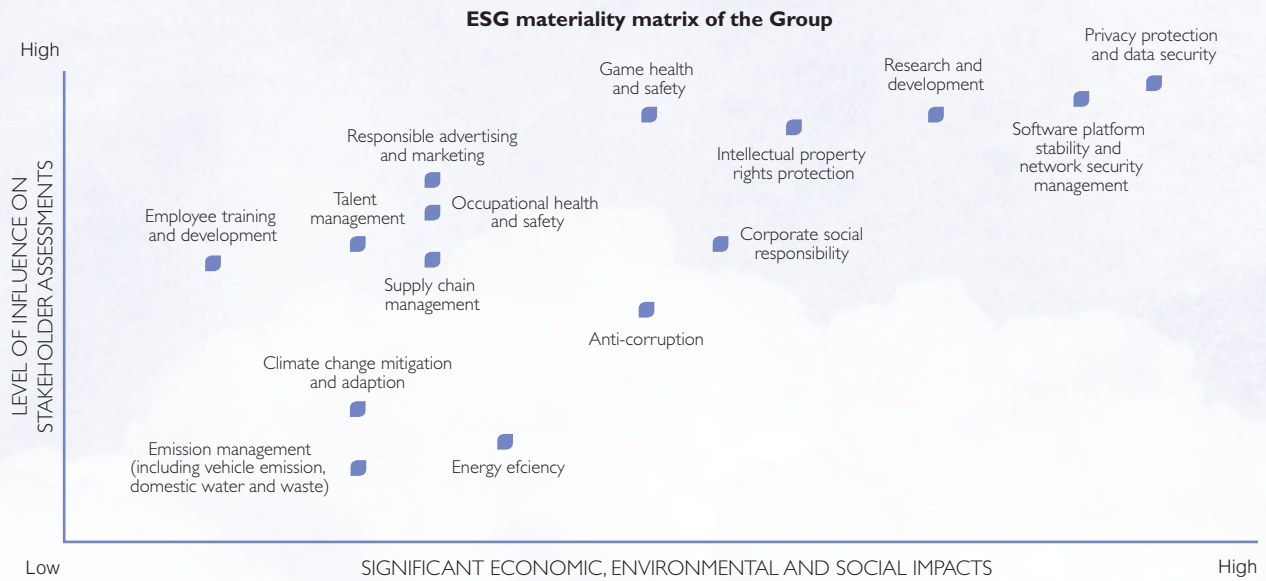 ESG materiality matrix of the Group
High
Privacy protection
and data security
Game health
and safety
Research and
development
Software platform
stability and
network security
management
Intellectual property
rights protection
Responsible advertising
and marketing
Talent
management
Occupational health
and safety
Employee training
and development
Corporate social
responsibility
Supply chain
management
Anti-corruption
Climate change mitigation
and adaption
Emission management
(including vehicle emission,
domestic water and waste)
Energy efciency
LEVEL OF INFLUENCE ON
STAKEHOLDER ASSESSMENTS
Low
SIGNIFICANT ECONOMIC, ENVIRONMENTAL AND SOCIAL IMPACTS
High